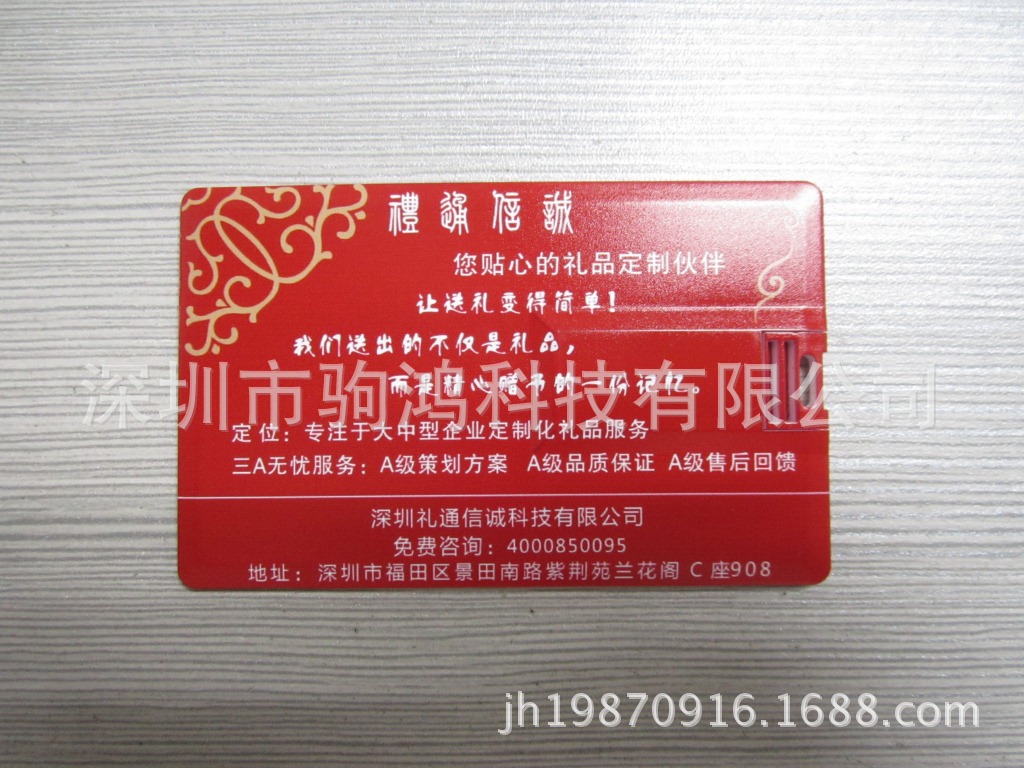 禮通信誠
您贴心的礼品定制伙伴
让送礼变得简单！
我们送出的不仅是礼品，
而是精心赠予的一份记忆。
深圳市驹鸿科技有限公司
定位：专注于大中型企业定制化礼品服务
三A无忧服务：A级策划方案 A级品质保证 A级售后回馈
深圳礼通信诚科技有限公司
免费咨询：4000850095
地址：深圳市福田区景田南路紫荆苑兰花阁 C 座908
jh19870916.1688.com